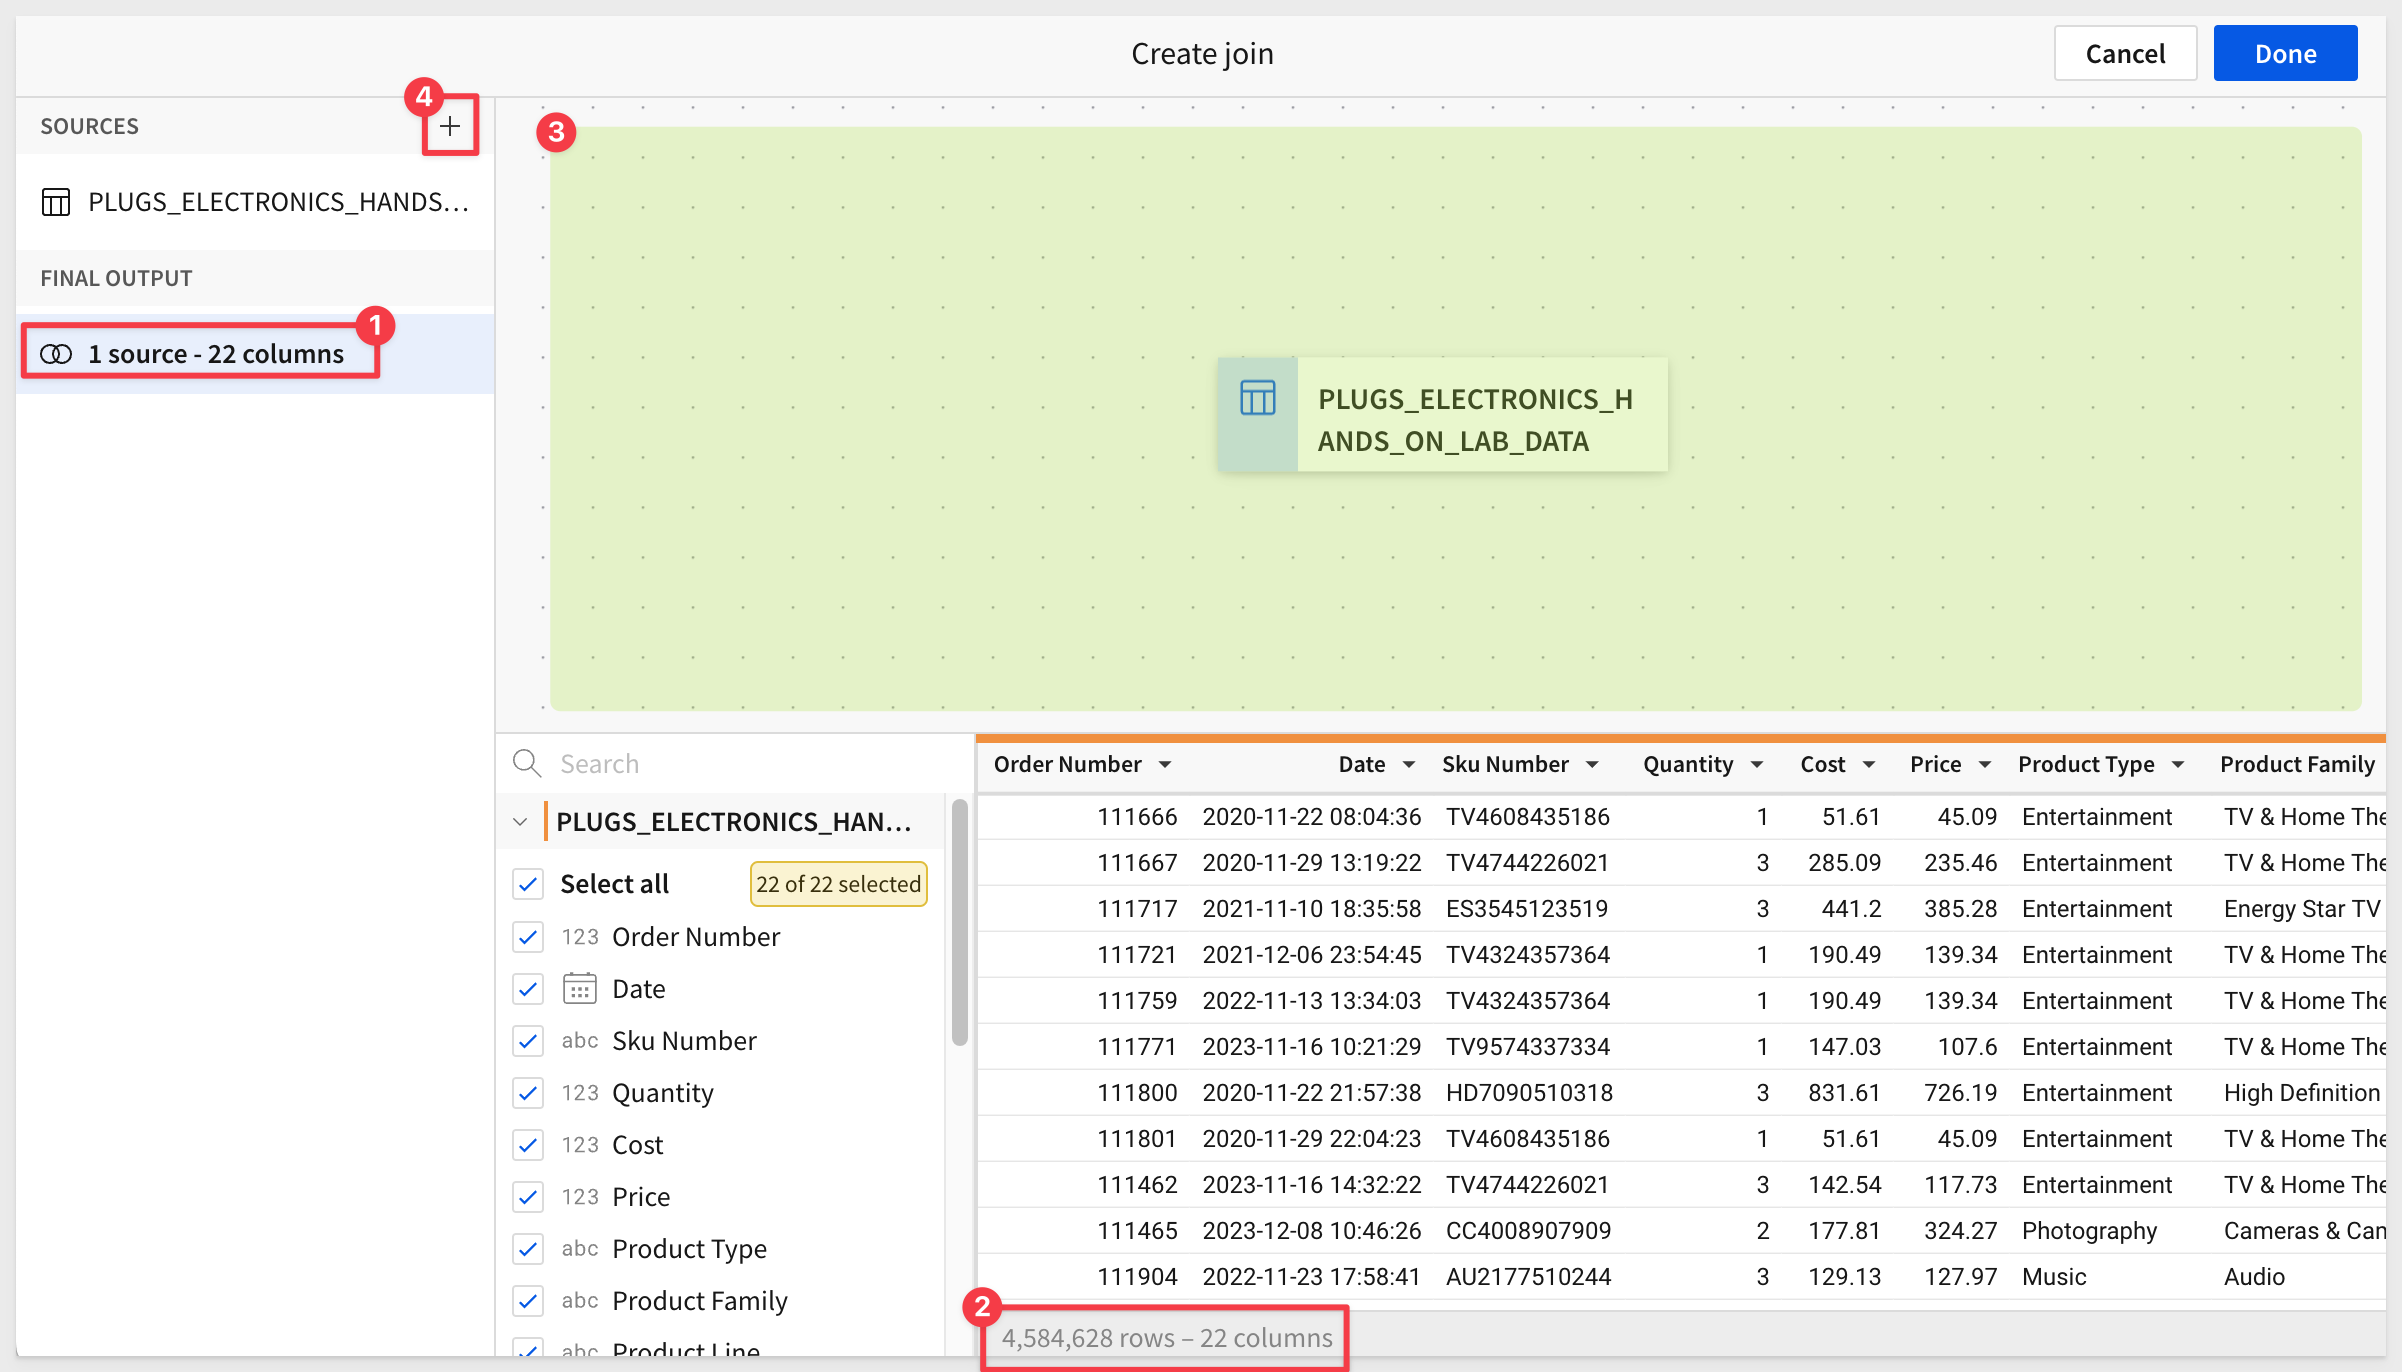 Create join
Cancel
Done
4
SOURCES
PLUGS_ELECTRONICS_HANDS...
FINAL OUTPUT
1
1 source - 22 columns
3
PLUGS_ELECTRONICS_H
ANDS_ON_LAB_DATA
Search
PLUGS_ELECTRONICS_HAN...
Select all 22 of 22 selected
123 Order Number
Date
abc Sku Number
123 Quantity
123 Cost
123 Price
abc Product Type
abc Product Family
abc Product Line
Order Number Date Sku Number Quantity Cost Price Product Type Product Family
111666 2020-11-22 08:04:36 TV4608435186 1 51.61 45.09 Entertainment TV & Home The
111667 2020-11-29 13:19:22 TV4744226021 3 285.09 235.46 Entertainment TV & Home The
111717 2021-11-10 18:35:58 ES3545123519 3 441.2 385.28 Entertainment Energy Star TV
111721 2021-12-06 23:54:45 TV4324357364 1 190.49 139.34 Entertainment TV & Home The
111759 2022-11-13 13:34:03 TV4324357364 1 190.49 139.34 Entertainment TV & Home The
111771 2023-11-16 10:21:29 TV9574337334 1 147.03 107.6 Entertainment TV & Home The
111800 2020-11-22 21:57:38 HD7090510318 3 831.61 726.19 Entertainment High Definition
111801 2020-11-29 22:04:23 TV4608435186 1 51.61 45.09 Entertainment TV & Home The
111462 2023-11-16 14:32:22 TV4744226021 3 142.54 117.73 Entertainment TV & Home The
111465 2023-12-08 10:46:26 CC4008907909 2 177.81 324.27 Photography Cameras & Can
111904 2022-11-23 17:58:41 AU2177510244 3 129.13 127.97 Music Audio
2
4,584,628 rows – 22 columns